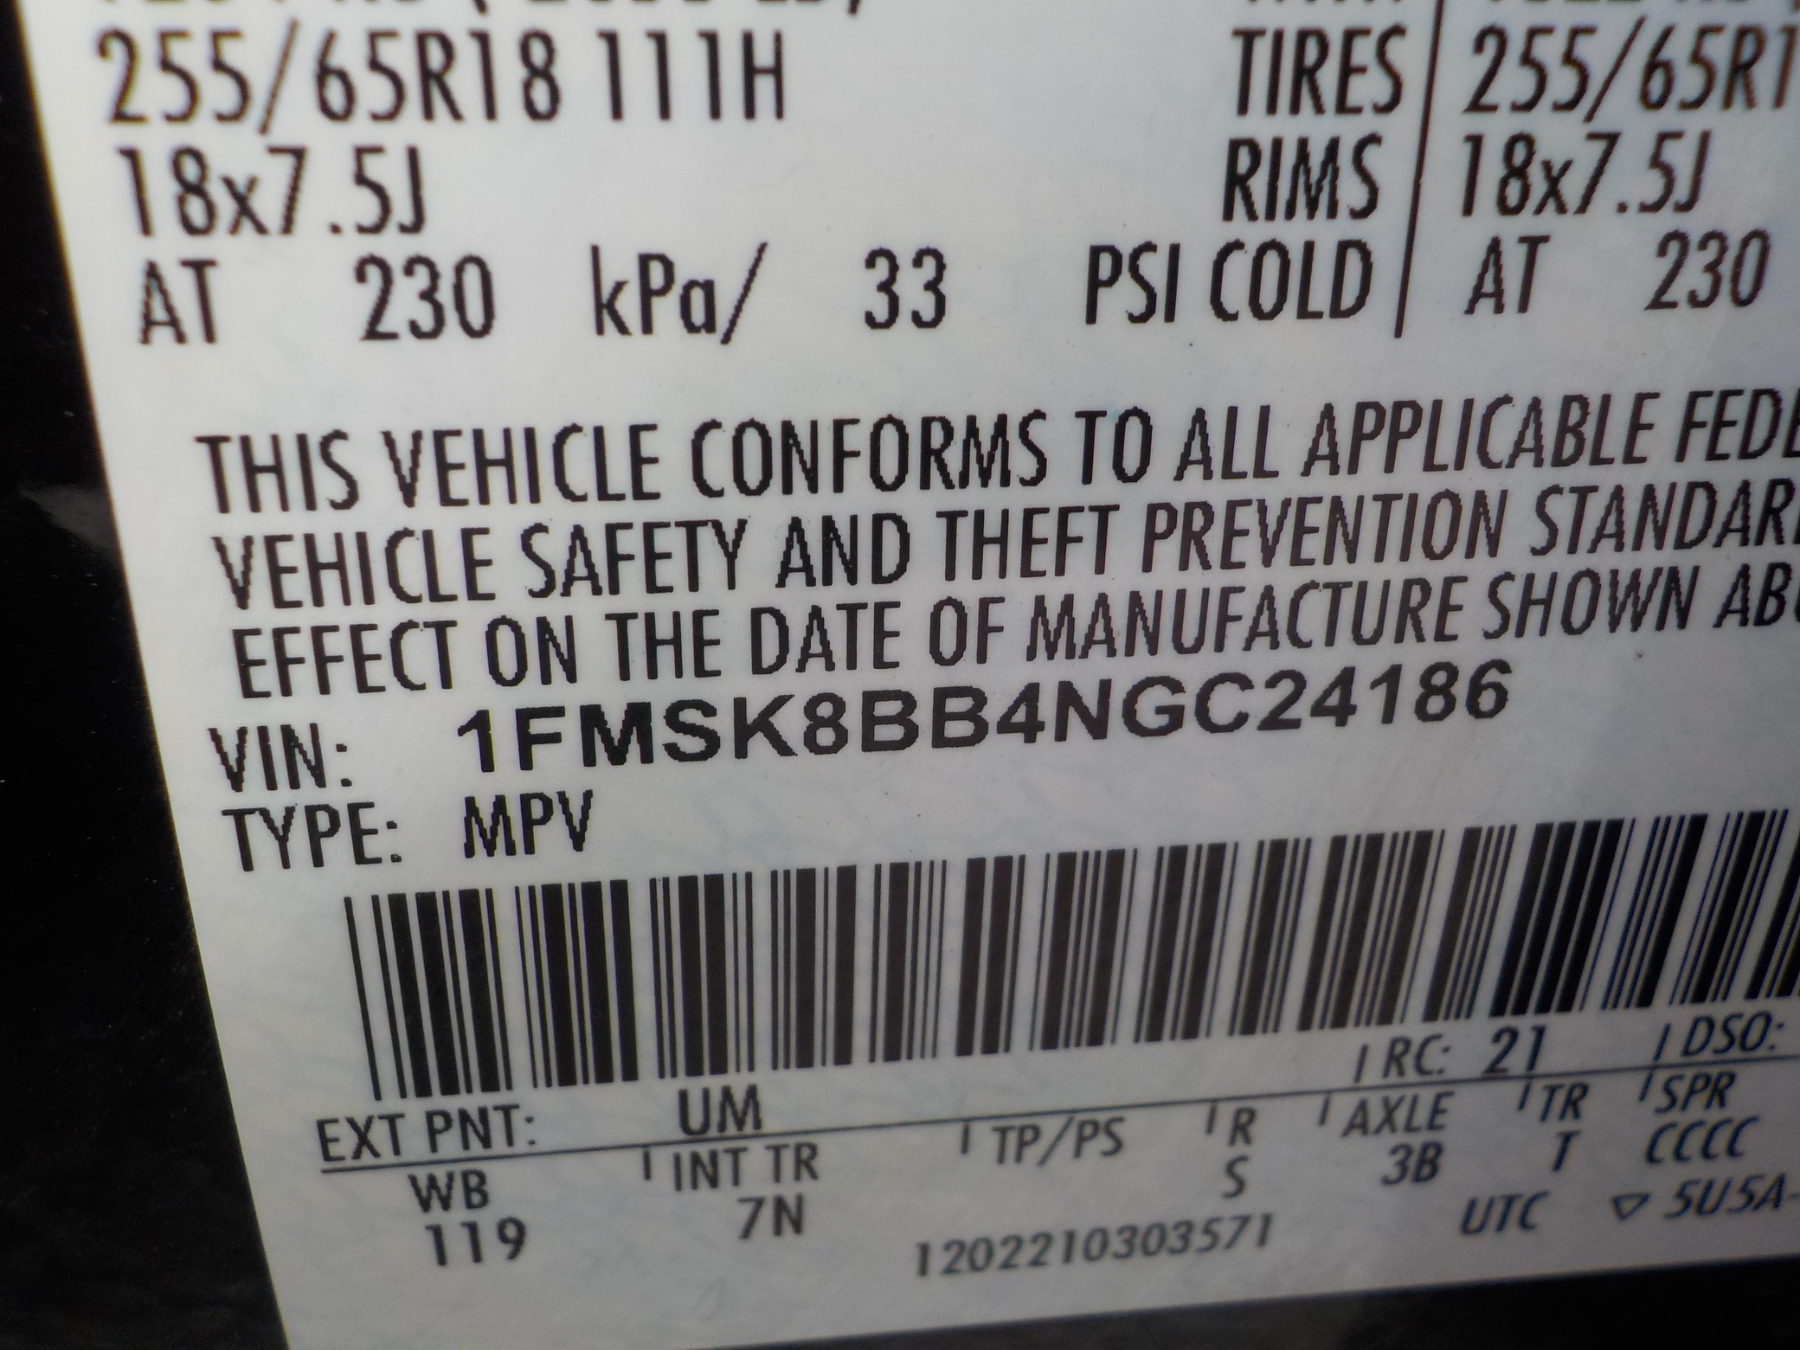 255/65R18 111H TIRES 255/65R1
18x7.5J RIMS 18x7.5J
AT 230 kPa/ 33 PSI COLD AT 230
THIS VEHICLE CONFORMS TO ALL APPLICABLE FEDE
VEHICLE SAFETY AND THEFT PREVENTION STANDAR
EFFECT ON THE DATE OF MANUFACTURE SHOWN AB
VIN: 1FMSK8BB4NGC24186
TYPE: MPV
RC: 21 DSO:
EXT PNT: UM
WB INT TR TP/PS R AXLE TR SPR
119 7N S 3B T CCCC
1202210303571 UTC ▽ 5U5A-